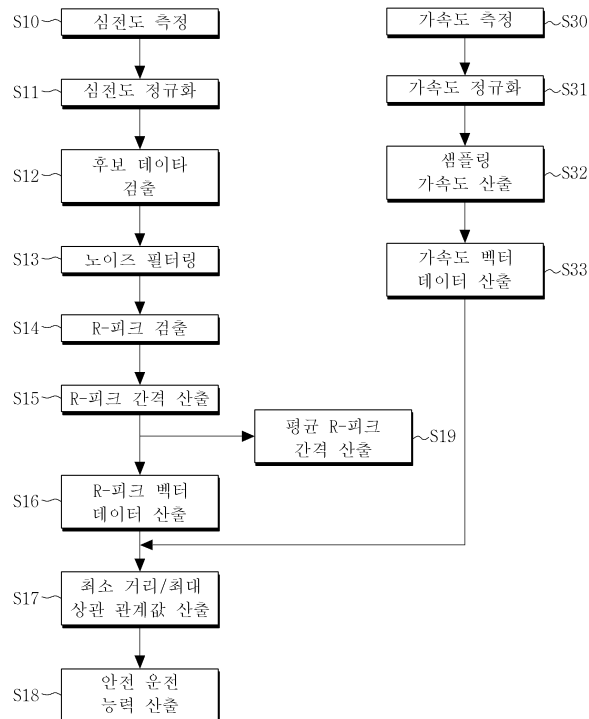 S10
심전도 측정
S11
심전도 정규화
S12
후보 데이타
검출
S13
노이즈 필터링
S14
R-피크 검출
S15
R-피크 간격 산출
평균 R-피크
간격 산출
S19
S16
R-피크 벡터
데이터 산출
S17
최소 거리/최대
상관 관계값 산출
S18
안전 운전
능력 산출
가속도 측정
S30
가속도 정규화
S31
샘플링
가속도 산출
S32
가속도 벡터
데이터 산출
S33